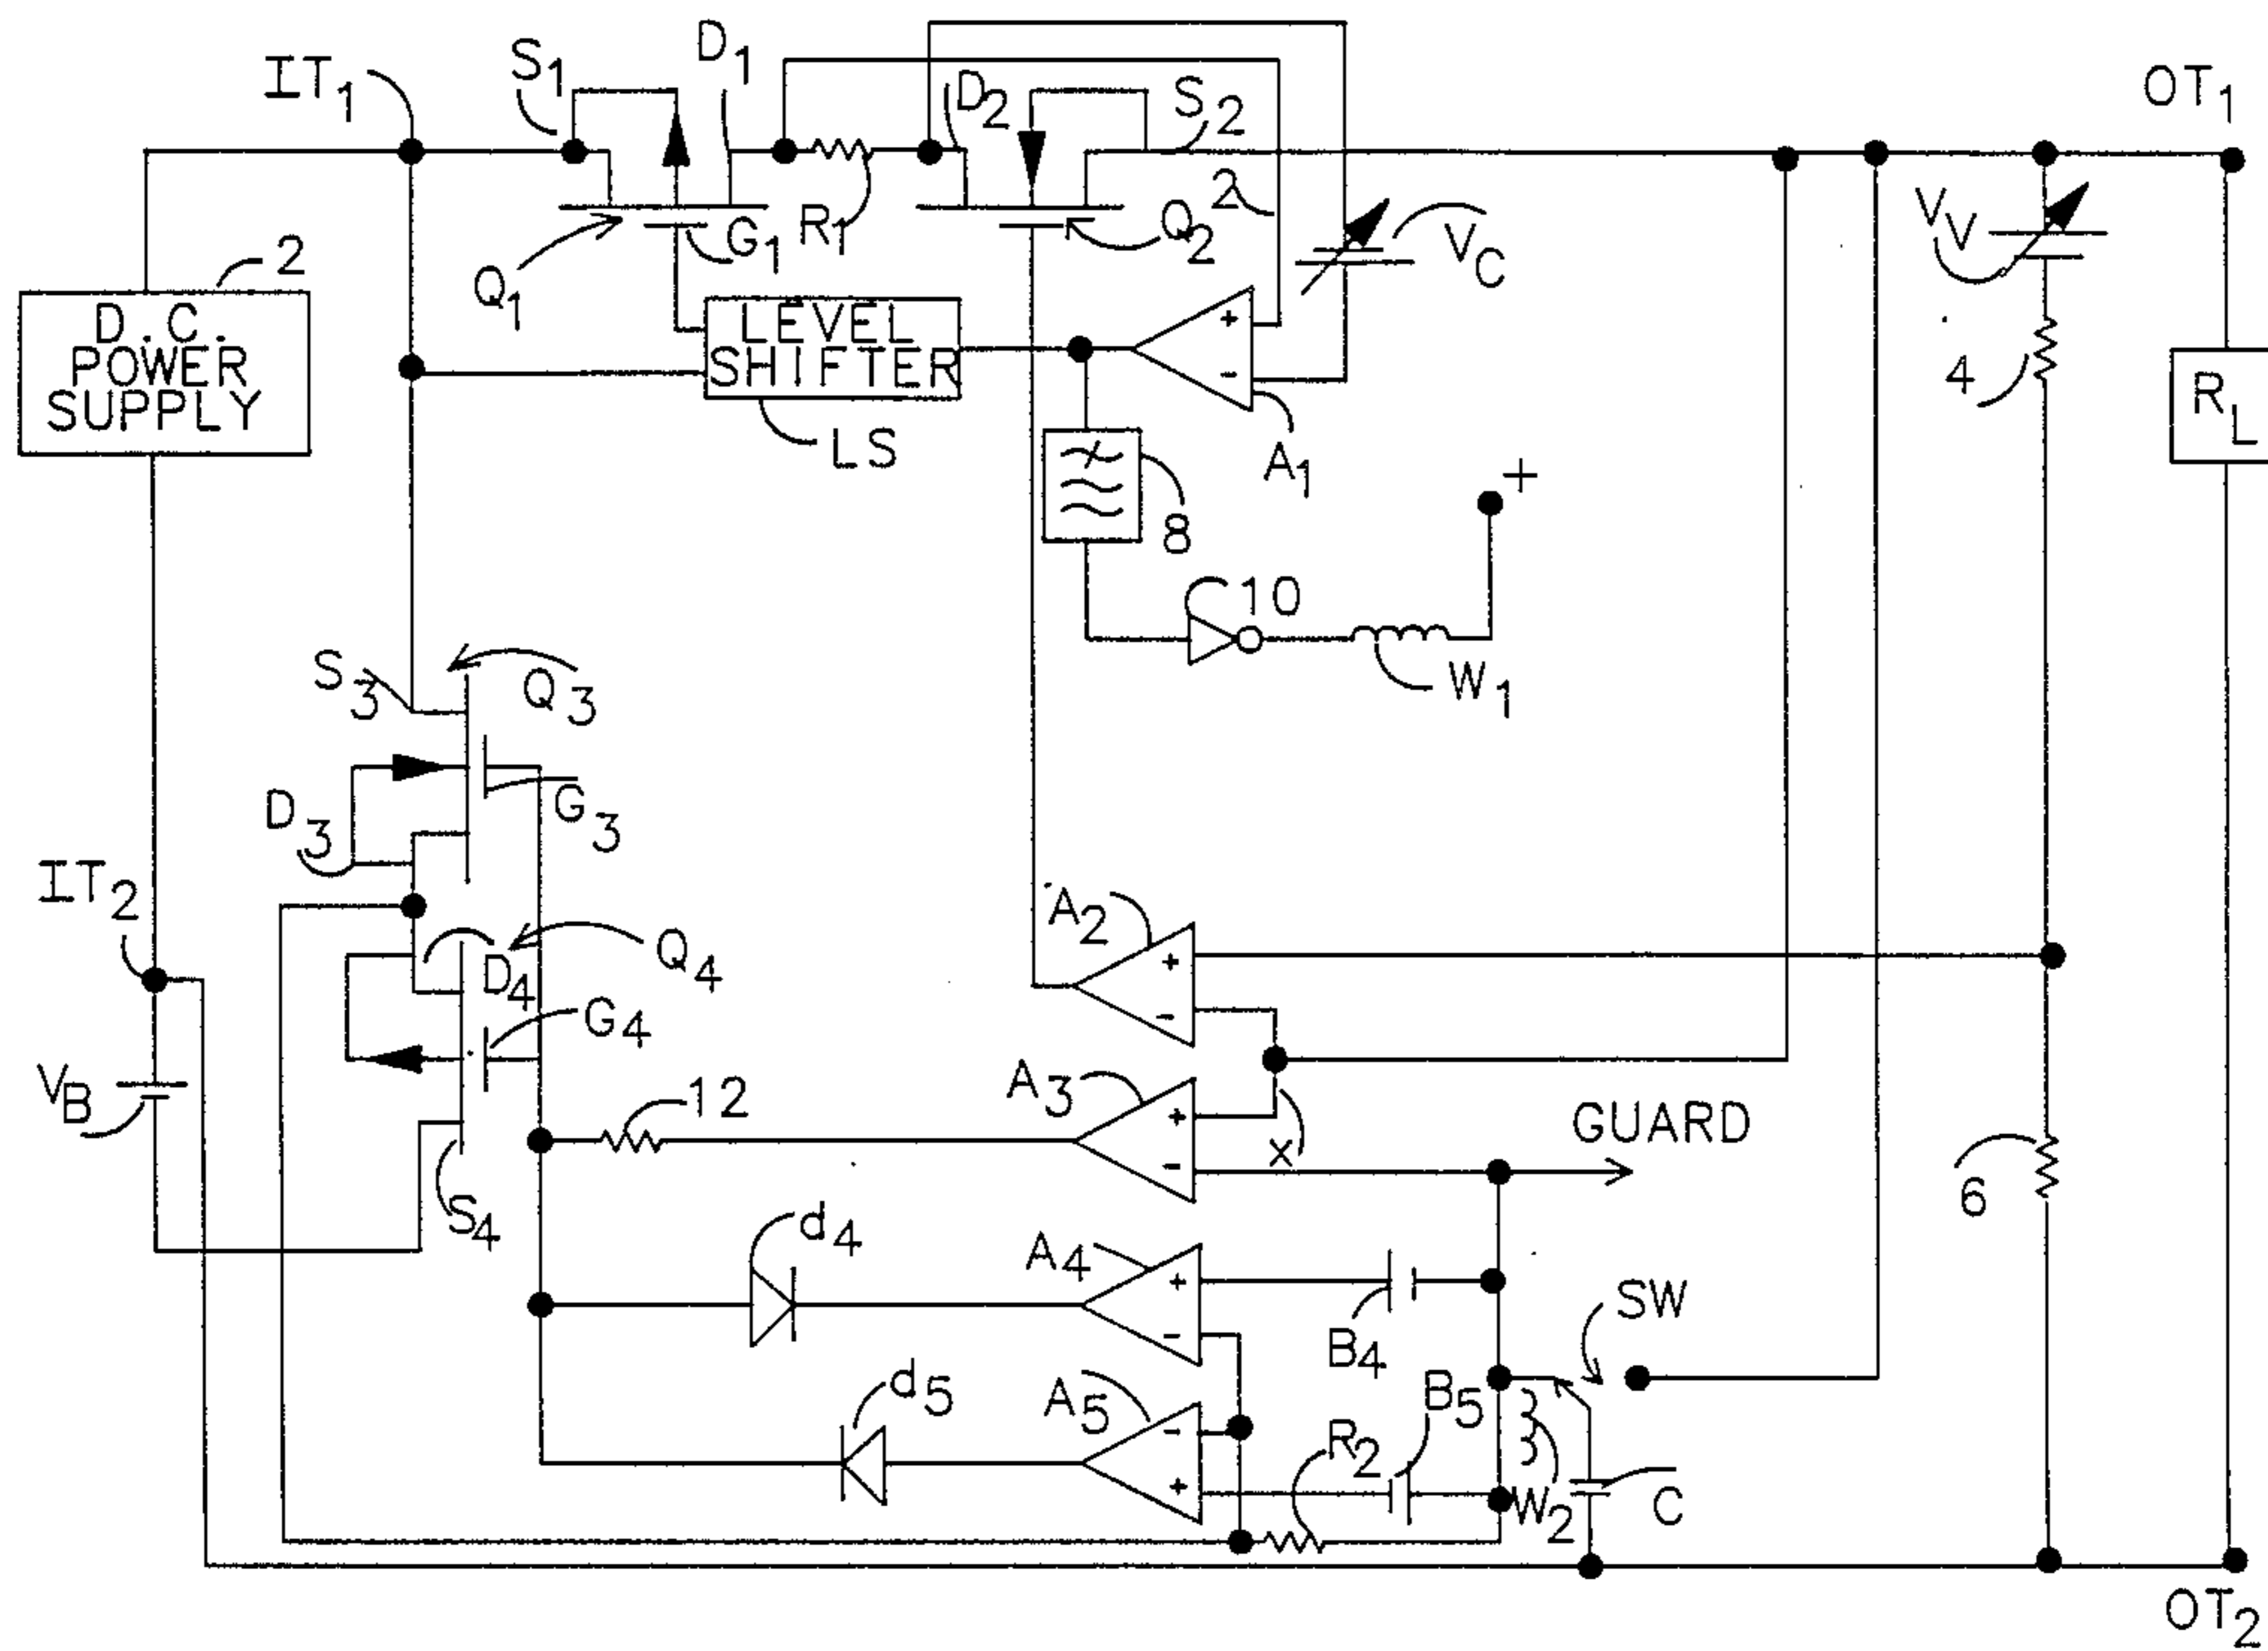 IT1
S1
D1
D2
S2
OT1
2
Q1
G1
R1
2
Q2
VC
VV
D.C.
POWER
SUPPLY
LEVEL
SHIFTER
+
-
4
RL
LS
A1
8
+
10
W1
S3
Q3
D3
G3
IT2
A2
D4
Q4
+
-
G4
VB
12
A3
+
-
x
GUARD
6
S4
d4
A4
+
-
B4
SW
d5
A5
-
+
B5
R2
W2
C
OT2